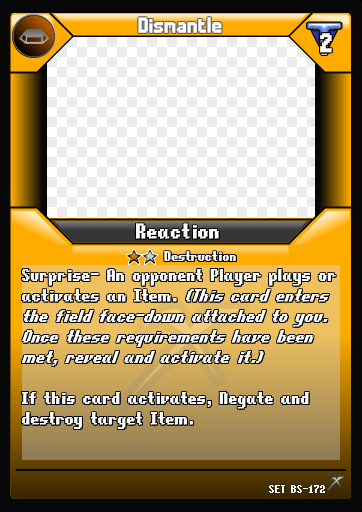 Dismantle
2
Reaction
Destruction
Surprise- An opponent Player plays or
activates an Item. (This card enters
the field face-down attached to you.
Once these requirements have been
met, reveal and activate it.)
If this card activates, Negate and
destroy target Item.
SET BS-172